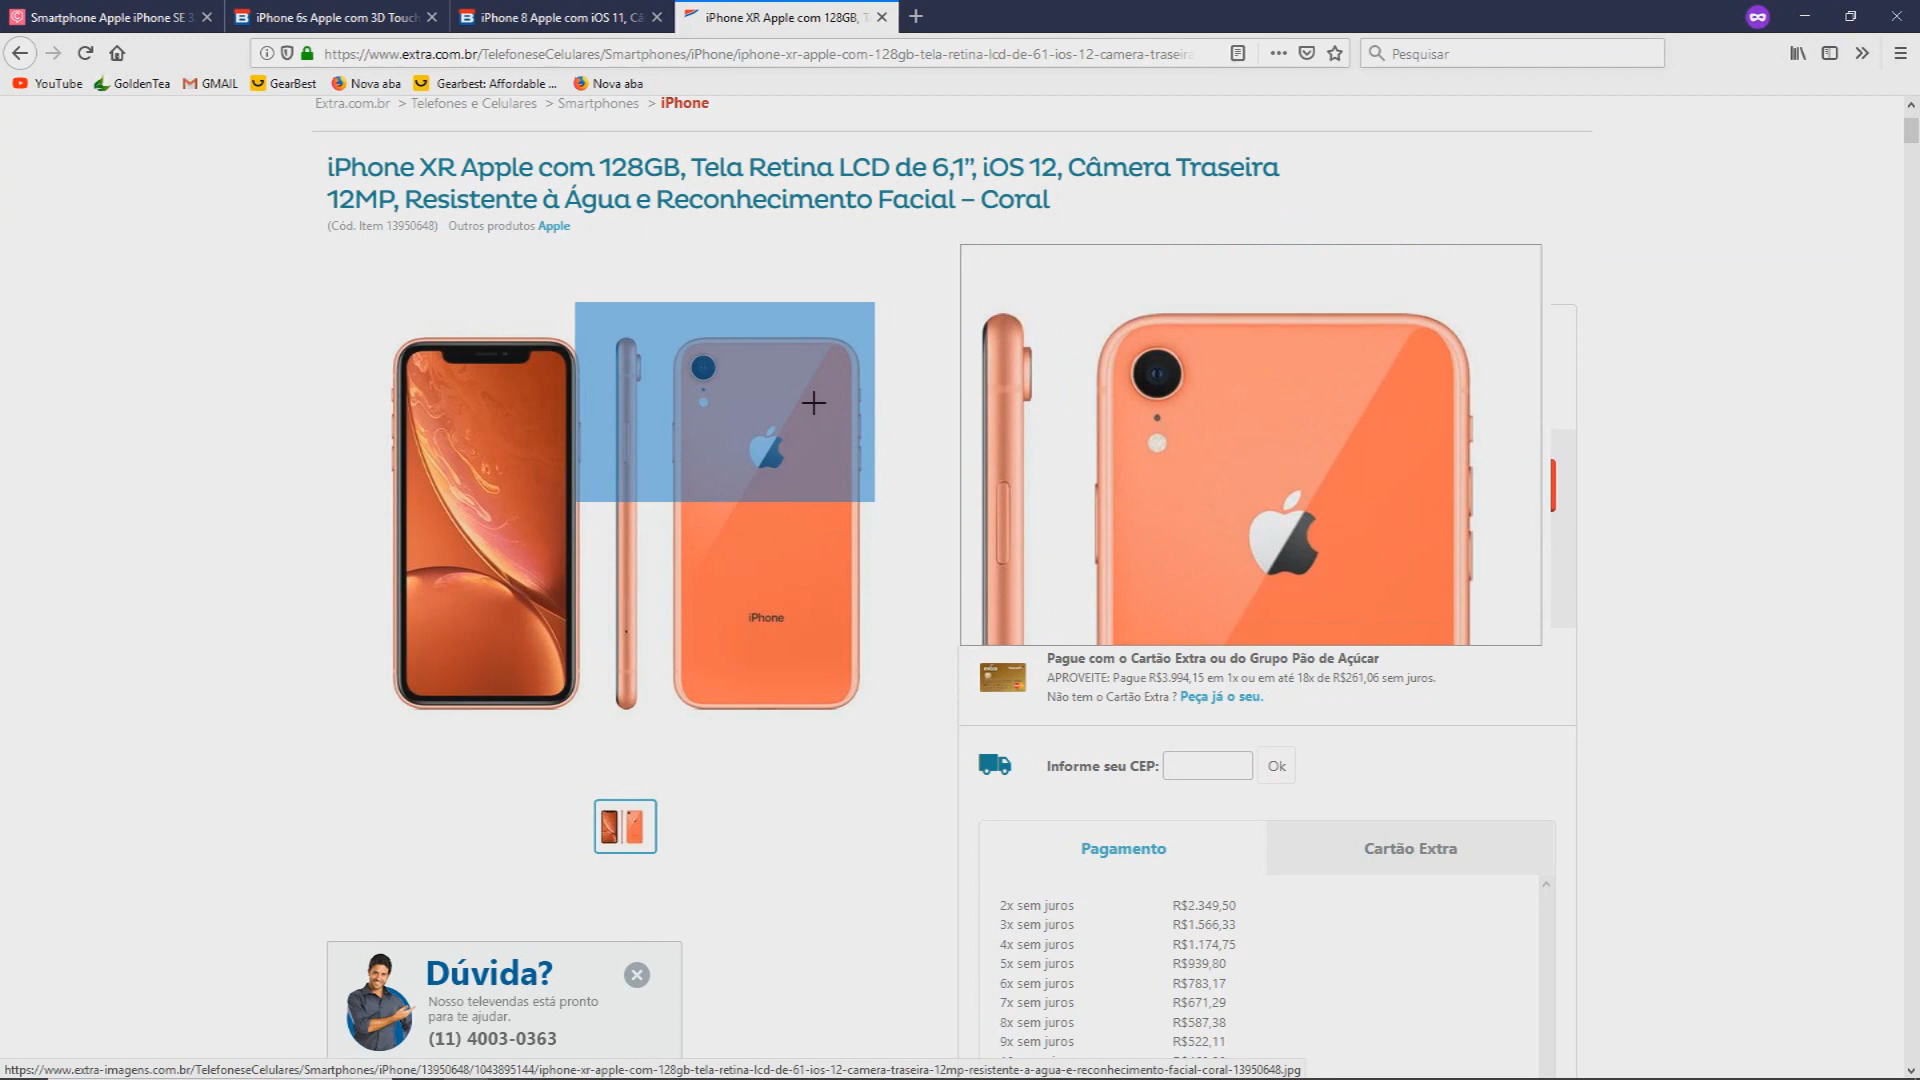 Smartphone Apple iPhone SE 3
iPhone 6s Apple com 3D Touch
iPhone 8 Apple com iOS 11, Câ
iPhone XR Apple com 128GB, T
https://www.extra.com.br/TelefoneseCelulares/Smartphones/iPhone/iphone-xr-apple-com-128gb-tela-retina-lcd-de-61-ios-12-camera-traseira
Pesquisar
YouTube
GoldenTea
GMAIL
GearBest
Nova aba
Gearbest: Affordable ...
Nova aba
Extra.com.br > Telefones e Celulares > Smartphones > iPhone
iPhone XR Apple com 128GB, Tela Retina LCD de 6,1”, iOS 12, Câmera Traseira
12MP, Resistente à Água e Reconhecimento Facial – Coral
(Cód. Item 13950648) Outros produtos Apple
iPhone
Pague com o Cartão Extra ou do Grupo Pão de Açúcar
APROVEITE: Pague R$3.994,15 em 1x ou em até 18x de R$261,06 sem juros.
Não tem o Cartão Extra ? Peça já o seu.
Informe seu CEP:
Ok
Pagamento
Cartão Extra
2x sem juros R$2.349,50
3x sem juros R$1.566,33
4x sem juros R$1.174,75
5x sem juros R$939,80
6x sem juros R$783,17
7x sem juros R$671,29
8x sem juros R$587,38
9x sem juros R$522,11
Dúvida?
Nosso televendas está pronto
para te ajudar.
(11) 4003-0363
https://www.extra-imagens.com.br/TelefoneseCelulares/Smartphones/iPhone/13950648/1043895144/iphone-xr-apple-com-128gb-tela-retina-lcd-de-61-ios-12-camera-traseira-12mp-resistente-a-agua-e-reconhecimento-facial-coral-13950648.jpg